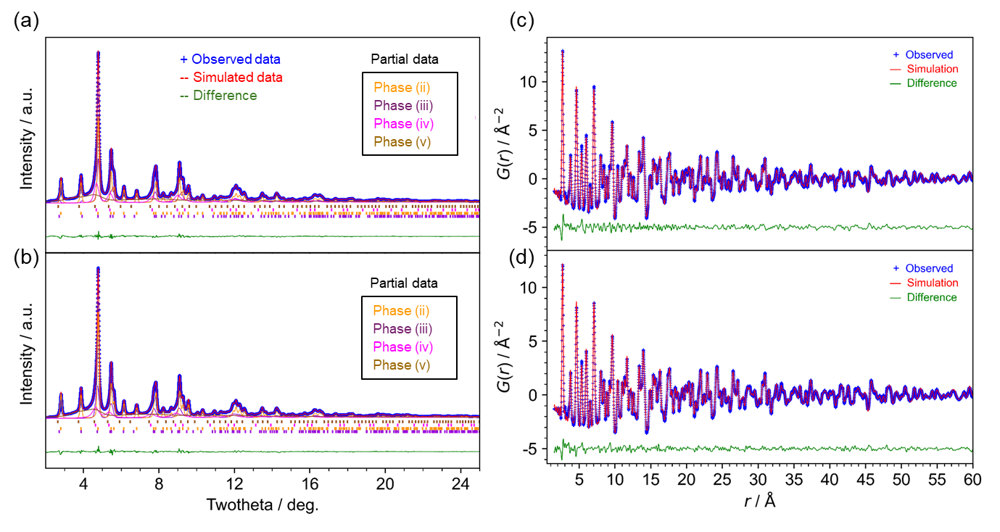 (a)
Intensity / a.u.
+ Observed data
-- Simulated data
-- Difference
Partial data
Phase (ii)
Phase (iii)
Phase (iv)
Phase (v)
(b)
Intensity / a.u.
Partial data
Phase (ii)
Phase (iii)
Phase (iv)
Phase (v)
4 8 12 16 20 24
Twotheta / deg.
(c)
G(r) / Å−2
10
5
0
-5
+ Observed
— Simulation
— Difference
(d)
G(r) / Å−2
10
5
0
-5
+ Observed
— Simulation
— Difference
5 10 15 20 25 30 35 40 45 50 55 60
r / Å